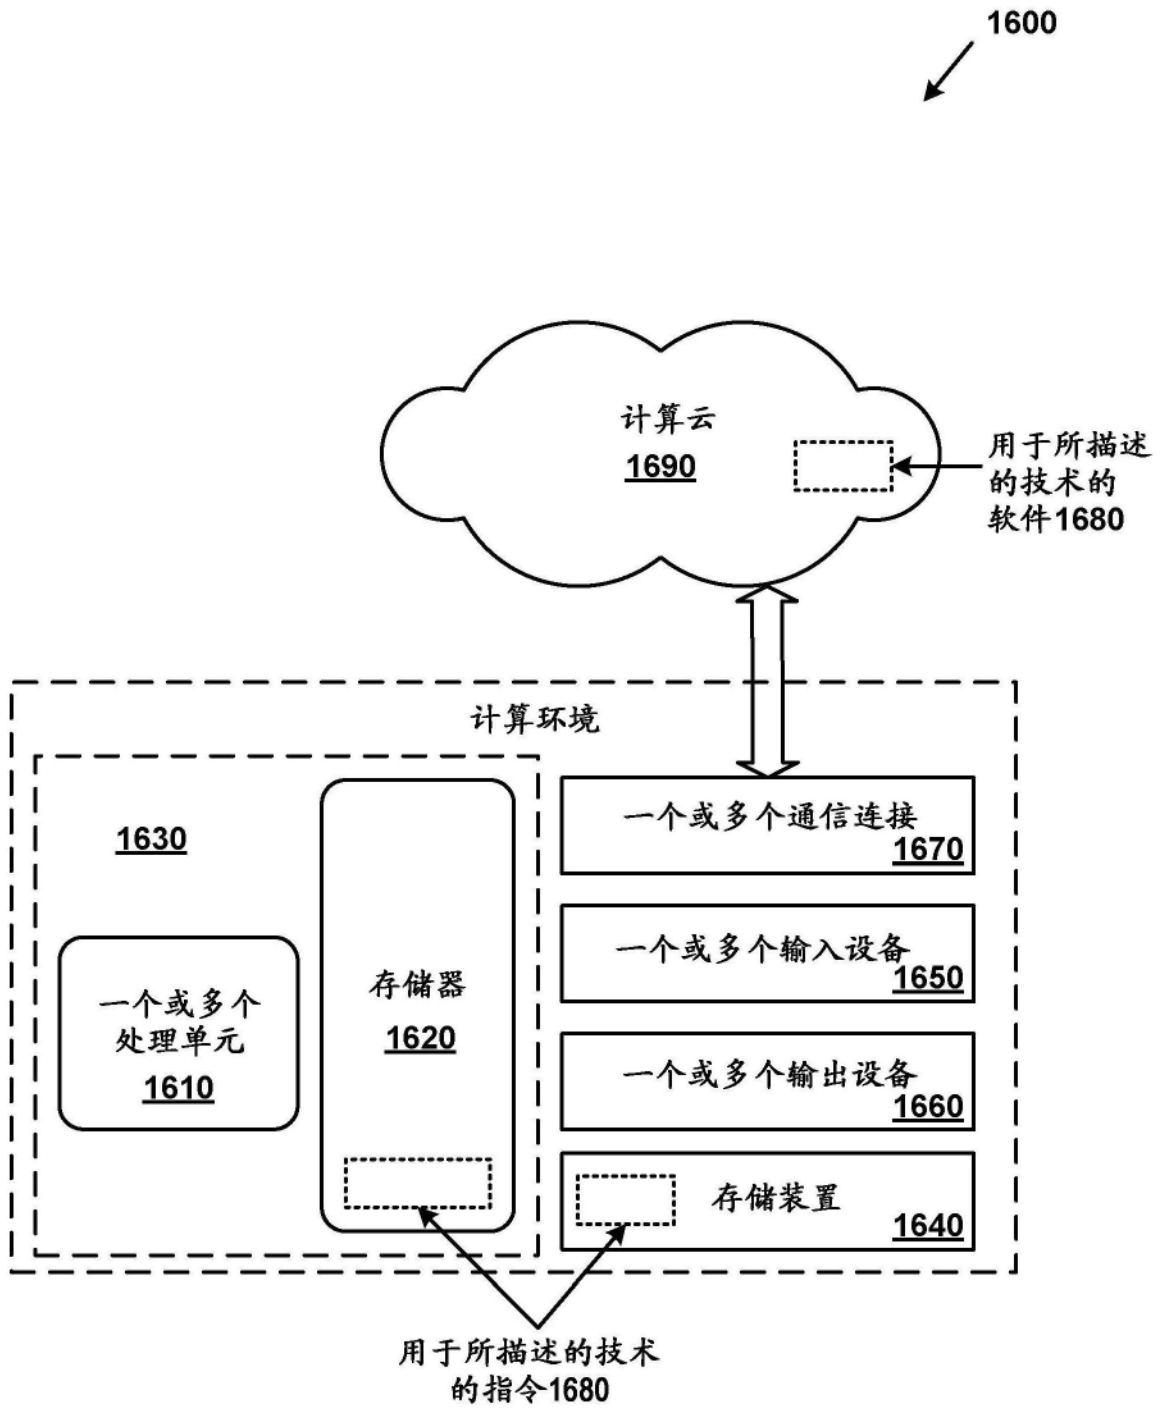 1600
计算云
1690
用于所描述
的技术的
软件1680
计算环境
1630
一个或多个
处理单元
1610
存储器
1620
一个或多个通信连接
1670
一个或多个输入设备
1650
一个或多个输出设备
1660
存储装置
1640
用于所描述的技术
的指令1680